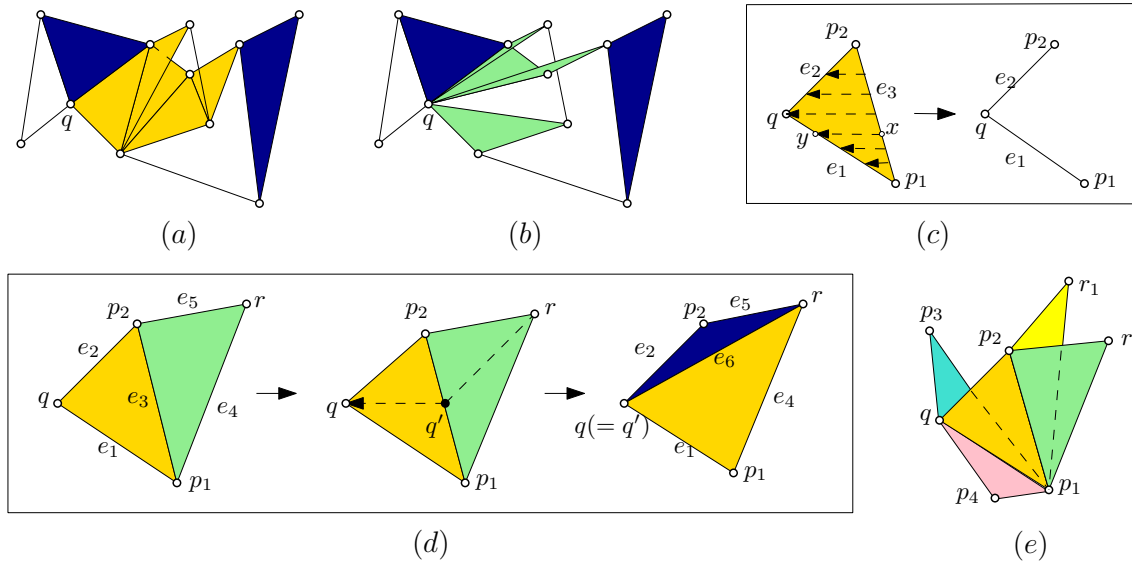 q
(a)
q
(b)
p2
e2
e3
q
y
x
e1
p1
p2
e2
q
e1
p1
(c)
p2
e5
r
e2
q
e3
e4
e1
p1
p2
r
q
q′
p1
p2
e5
r
e2
e6
e4
q(= q′)
e1
p1
(d)
r1
p3
p2
r
q
p4
p1
(e)